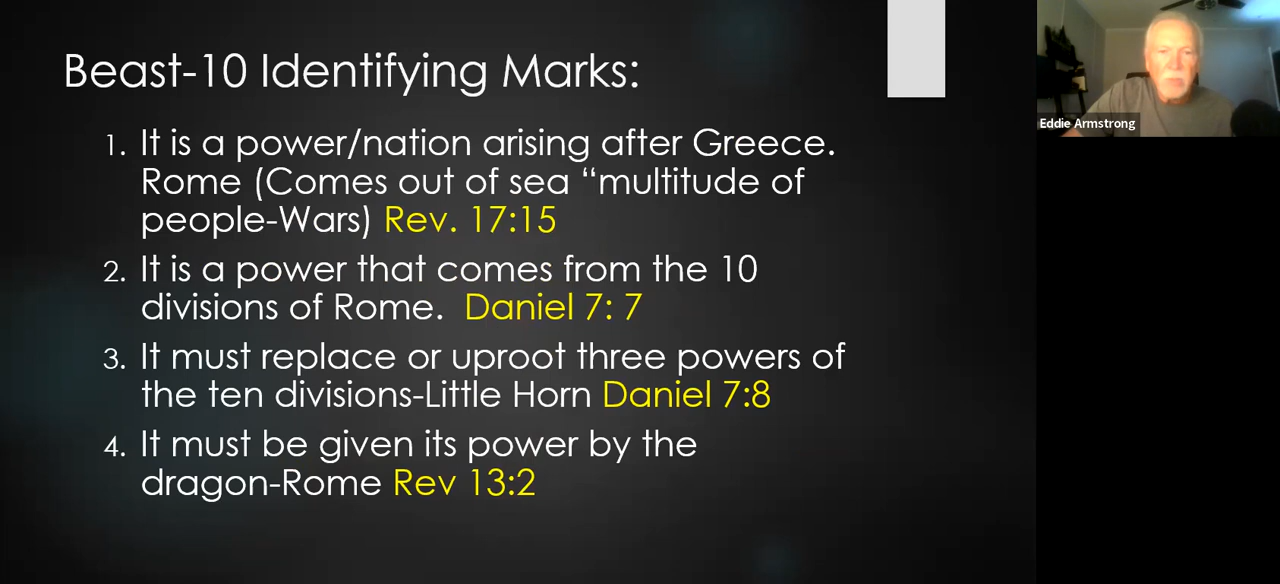 Beast-10 Identifying Marks:
1. It is a power/nation arising after Greece.
Rome (Comes out of sea “multitude of
people-Wars) Rev. 17:15
2. It is a power that comes from the 10
divisions of Rome.  Daniel 7: 7
3. It must replace or uproot three powers of
the ten divisions-Little Horn Daniel 7:8
4. It must be given its power by the
dragon-Rome Rev 13:2
Eddie Armstrong